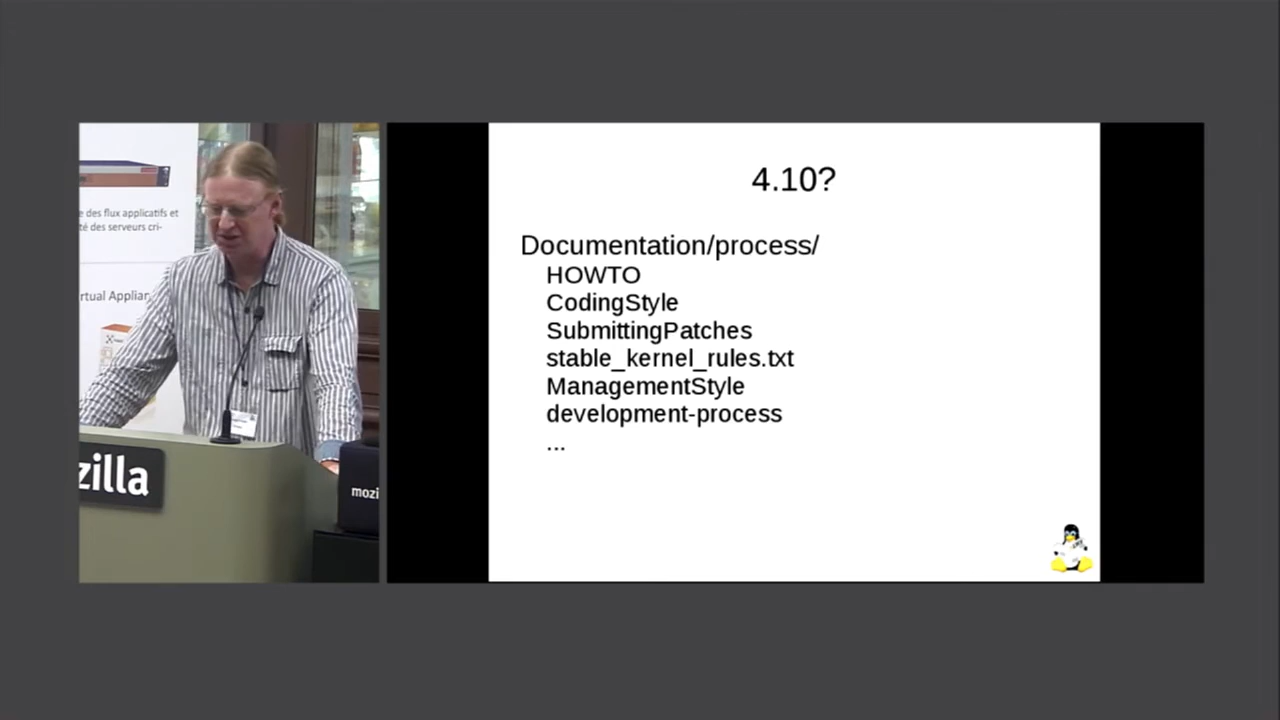 e des flux applicatifs et
té des serveurs cri-
rtual Applian
zilla
mozi
4.10?
Documentation/process/
HOWTO
CodingStyle
SubmittingPatches
stable_kernel_rules.txt
ManagementStyle
development-process
...